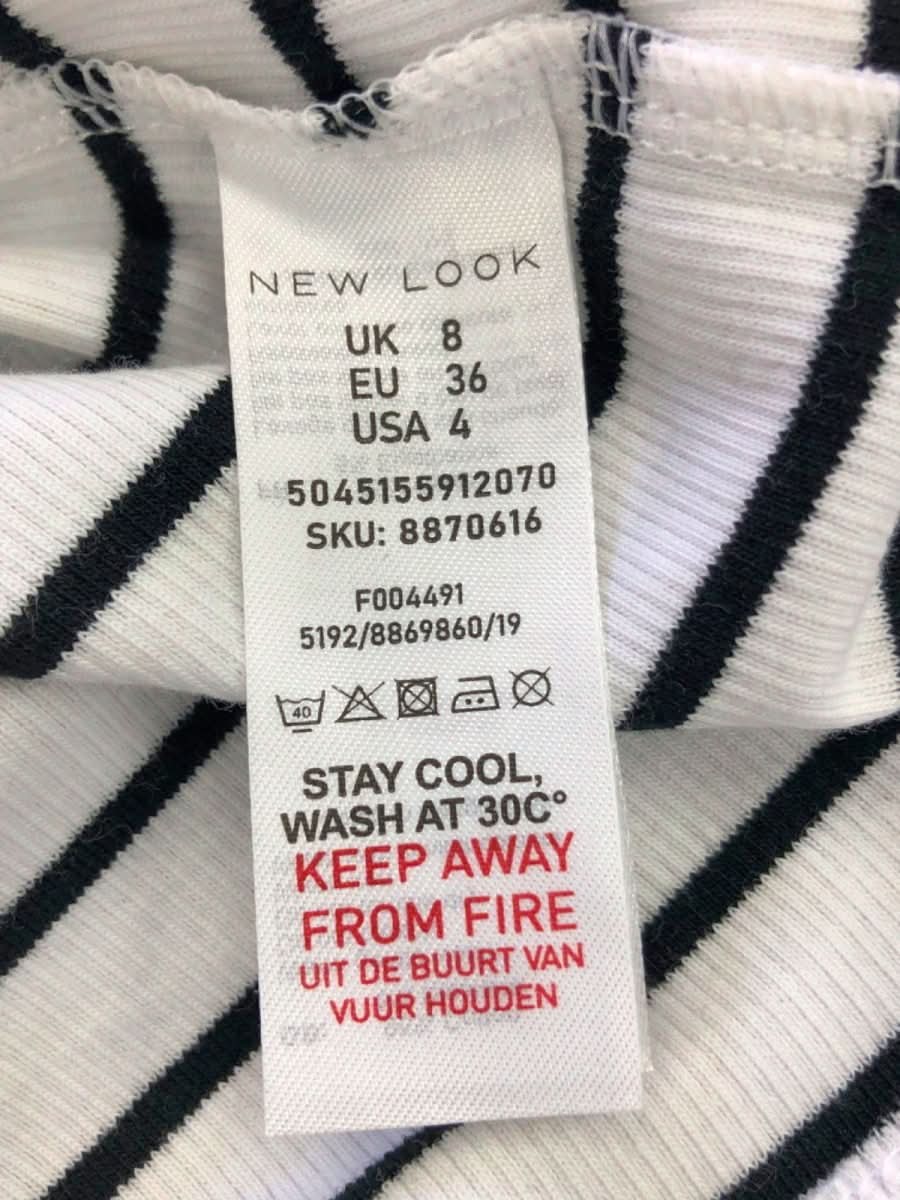 NEW LOOK
UK 8
EU 36
USA 4
5045155912070
SKU: 8870616
F004491
5192/8869860/19
40
STAY COOL,
WASH AT 30C°
KEEP AWAY
FROM FIRE
UIT DE BUURT VAN
VUUR HOUDEN